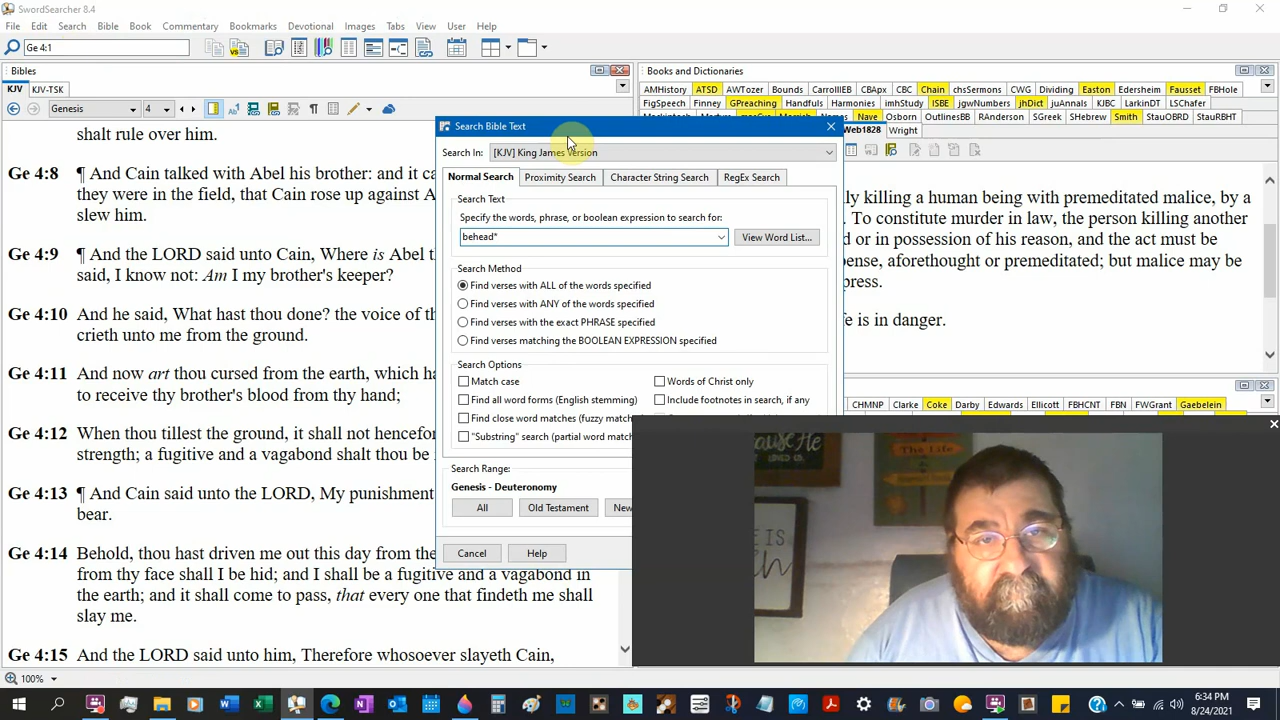 SwordSearcher 8.4
File Edit Search Bible Book Commentary Bookmarks Devotional Images Tabs View User Help
Ge 4:1
Bibles
KJV KJV-TSK
Genesis 4
shalt rule over him.
Ge 4:8 ¶ And Cain talked with Abel his brother: and it ca
they were in the field, that Cain rose up against A
slew him.
Ge 4:9 ¶ And the LORD said unto Cain, Where is Abel t
said, I know not: Am I my brother's keeper?
Ge 4:10 And he said, What hast thou done? the voice of th
crieth unto me from the ground.
Ge 4:11 And now art thou cursed from the earth, which ha
to receive thy brother's blood from thy hand;
Ge 4:12 When thou tillest the ground, it shall not hencefor
strength; a fugitive and a vagabond shalt thou be
Ge 4:13 ¶ And Cain said unto the LORD, My punishment
bear.
Ge 4:14 Behold, thou hast driven me out this day from the
from thy face shall I be hid; and I shall be a fugitive and a vagabond in
the earth; and it shall come to pass, that every one that findeth me shall
slay me.
Ge 4:15 And the LORD said unto him, Therefore whosoever slayeth Cain,
100%
Search Bible Text
Search In: [KJV] King James Version
Normal Search Proximity Search Character String Search RegEx Search
Search Text
Specify the words, phrase, or boolean expression to search for:
behead* View Word List...
Search Method
Find verses with ALL of the words specified
Find verses with ANY of the words specified
Find verses with the exact PHRASE specified
Find verses matching the BOOLEAN EXPRESSION specified
Search Options
Match case Words of Christ only
Find all word forms (English stemming) Include footnotes in search, if any
Find close word matches (fuzzy match
"Substring" search (partial word match
Search Range:
Genesis - Deuteronomy
All Old Testament New
Cancel Help
Books and Dictionaries
AMHistory ATSD AWTozer Bounds CarrollEB CBApx CBC Chain chsSermons CWG Dividing Easton Edersheim Fausset FBHole
FigSpeech Finney GPreaching Handfuls Harmonies imhStudy ISBE jgwNumbers jhDict juAnnals KJBC LarkinDT LSChafer
Nave Osborn OutlinesBB RAnderson SGreek SHebrew Smith StauOBRD StauRBHT
Web1828 Wright
ly killing a human being with premeditated malice, by a
. To constitute murder in law, the person killing another
d or in possession of his reason, and the act must be
pense, aforethought or premeditated; but malice may be
press.
fe is in danger.
CHMNP Clarke Coke Darby Edwards Ellicott FBHCNT FBN FWGrant Gaebelein
LOVED
The Life
6:34 PM
8/24/2021